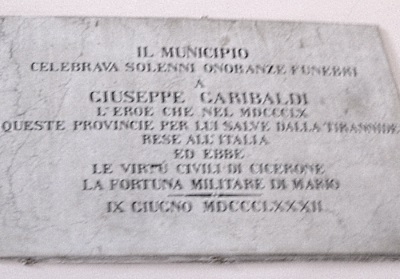 IL MUNICIPIO
CELEBRAVA SOLENNI ONORANZE FUNEBRI
A
GIUSEPPE GARIBALDI
L'EROE CHE NEL MDCCCLX
QUESTE PROVINCIE PER LUI SALVE DALLA TIRANNIDE
RESE ALL'ITALIA
ED EBBE
LE VIRTÙ CIVILI DI CICERONE
LA FORTUNA MILITARE DI MARIO
IX GIUGNO MDCCCLXXXII